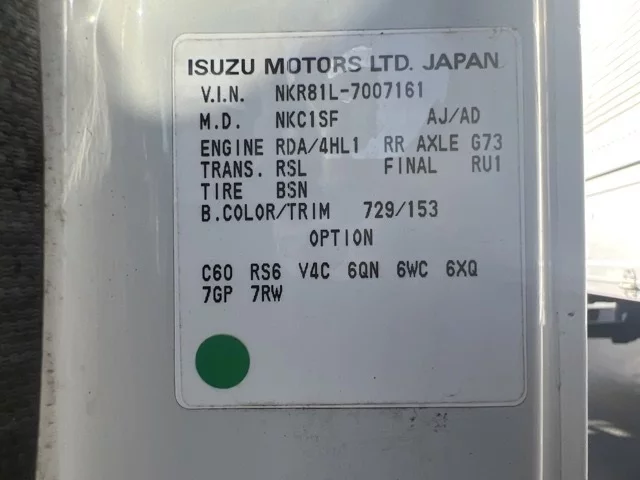 ISUZU MOTORS LTD. JAPAN
V.I.N. NKR81L-7007161
M.D. NKC1SF AJ/AD
ENGINE RDA/4HL1 RR AXLE G73
TRANS. RSL FINAL RU1
TIRE BSN
B.COLOR/TRIM 729/153
OPTION
C60 RS6 V4C 6QN 6WC 6XQ
7GP 7RW